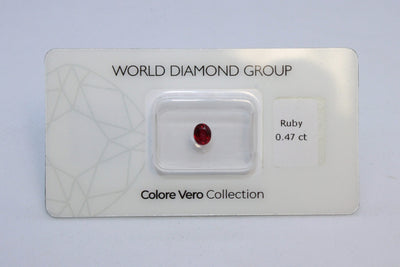 WORLD DIAMOND GROUP
Ruby
0.47 ct
Colore Vero Collection